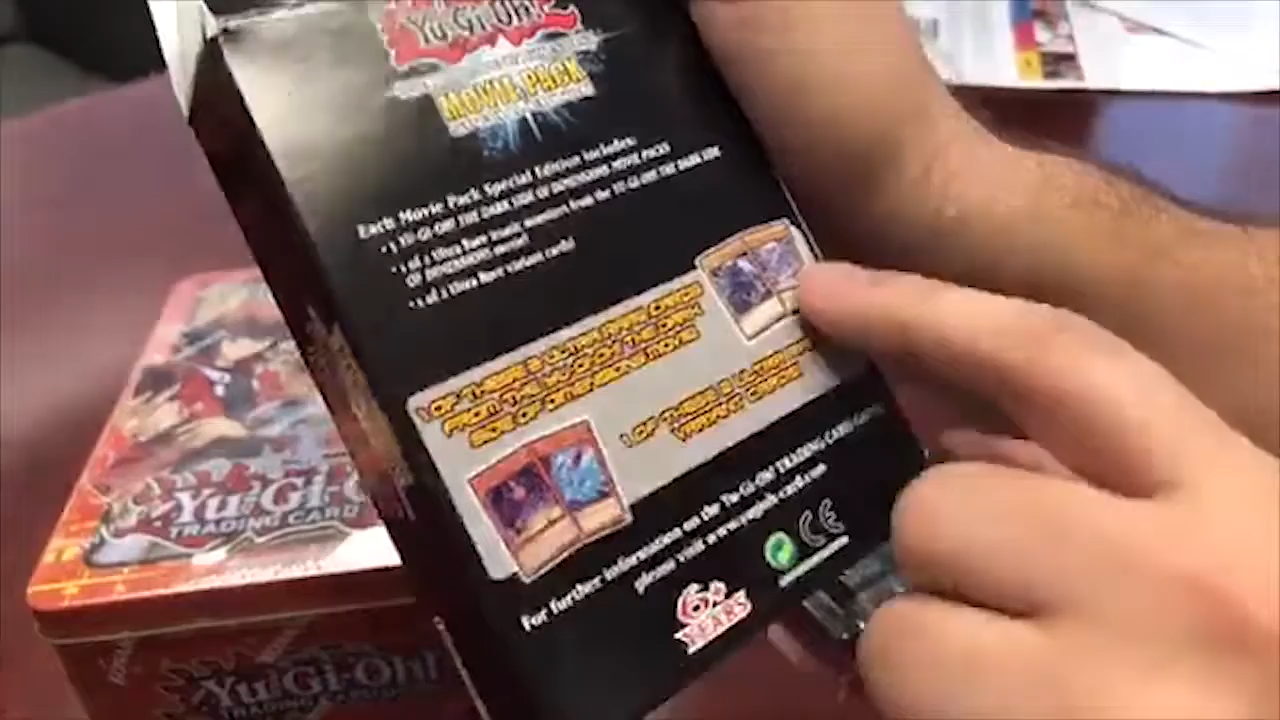 Yu-Gi-Oh!
MOVIE PACK
Each Movie Pack Special Edition includes:
• 3 YU-GI-OH! THE DARK SIDE OF DIMENSIONS MOVIE PACKS
• 1 of 2 Ultra Rare iconic monsters from the YU-GI-OH! THE DARK SIDE
OF DIMENSIONS movie!
• 1 of 2 Ultra Rare variant cards!
1 OF THESE 2 ULTRA RARE CARDS
FROM THE YU-GI-OH! THE DARK
SIDE OF DIMENSIONS MOVIE
1 OF THESE 2 ULTRA
VARIANT CARDS!
For further information on the Yu-Gi-Oh! TRADING CARD GAME,
please visit www.yugioh-card.com
6+
YEARS
CE
Yu-Gi-O
TRADING CARD
Yu-Gi-Oh!
TRADING CARD